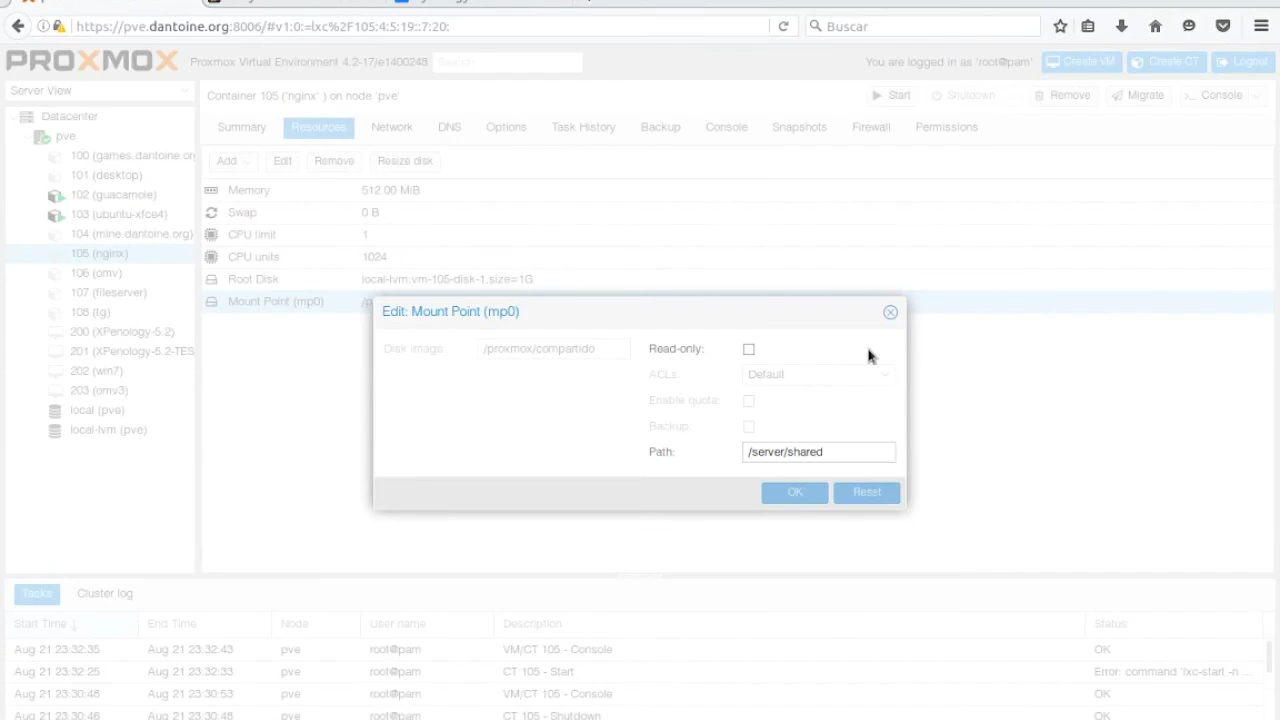 https://pve.dantoine.org:8006/#v1:0:=lxc%2F105:4:5:19::7:20:
Buscar
PROXMOX Proxmox Virtual Environment 4.2-17/e1400248 Search
You are logged in as 'root@pam' Create VM Create CT Logout
Server View
Container 105 ('nginx' ) on node 'pve'
Start Shutdown Remove Migrate >_ Console
Datacenter
pve
100 (games.dantoine.or
101 (desktop)
102 (guacamole)
103 (ubuntu-xfce4)
104 (mine.dantoine.org)
105 (nginx)
106 (omv)
107 (fileserver)
108 (tg)
200 (XPenology-5.2)
201 (XPenology-5.2-TES
202 (win7)
203 (omv3)
local (pve)
local-lvm (pve)
Summary Resources Network DNS Options Task History Backup Console Snapshots Firewall Permissions
Add Edit Remove Resize disk
Memory 512.00 MiB
Swap 0 B
CPU limit 1
CPU units 1024
Root Disk local-lvm:vm-105-disk-1,size=1G
Mount Point (mp0) /p
Edit: Mount Point (mp0)
Disk image: /proxmox/compartido
Read-only:
ACLs: Default
Enable quota:
Backup:
Path: /server/shared
OK Reset
Tasks Cluster log
Start Time End Time Node User name Description Status
Aug 21 23:32:35 Aug 21 23:32:43 pve root@pam VM/CT 105 - Console OK
Aug 21 23:32:25 Aug 21 23:32:33 pve root@pam CT 105 - Start Error: command 'lxc-start -n ...
Aug 21 23:30:48 Aug 21 23:30:53 pve root@pam VM/CT 105 - Console OK
Aug 21 23:30:46 Aug 21 23:30:48 pve root@pam CT 105 - Shutdown OK